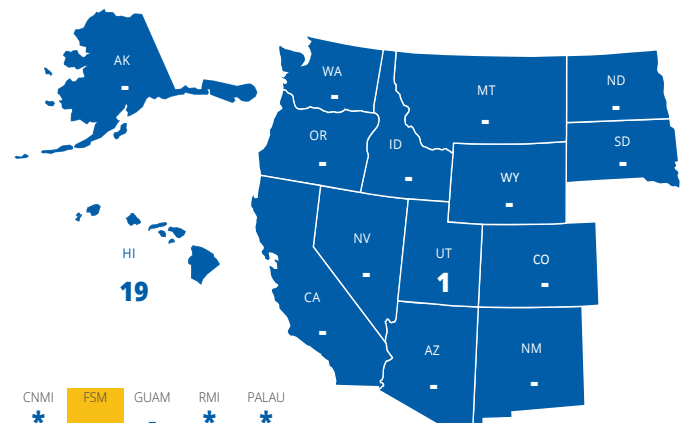 AK
-
WA
-
MT
-
ND
-
OR
-
ID
-
SD
-
WY
-
HI
19
NV
-
UT
1
CO
-
CA
-
AZ
-
NM
-
CNMI FSM GUAM RMI PALAU
* - * *